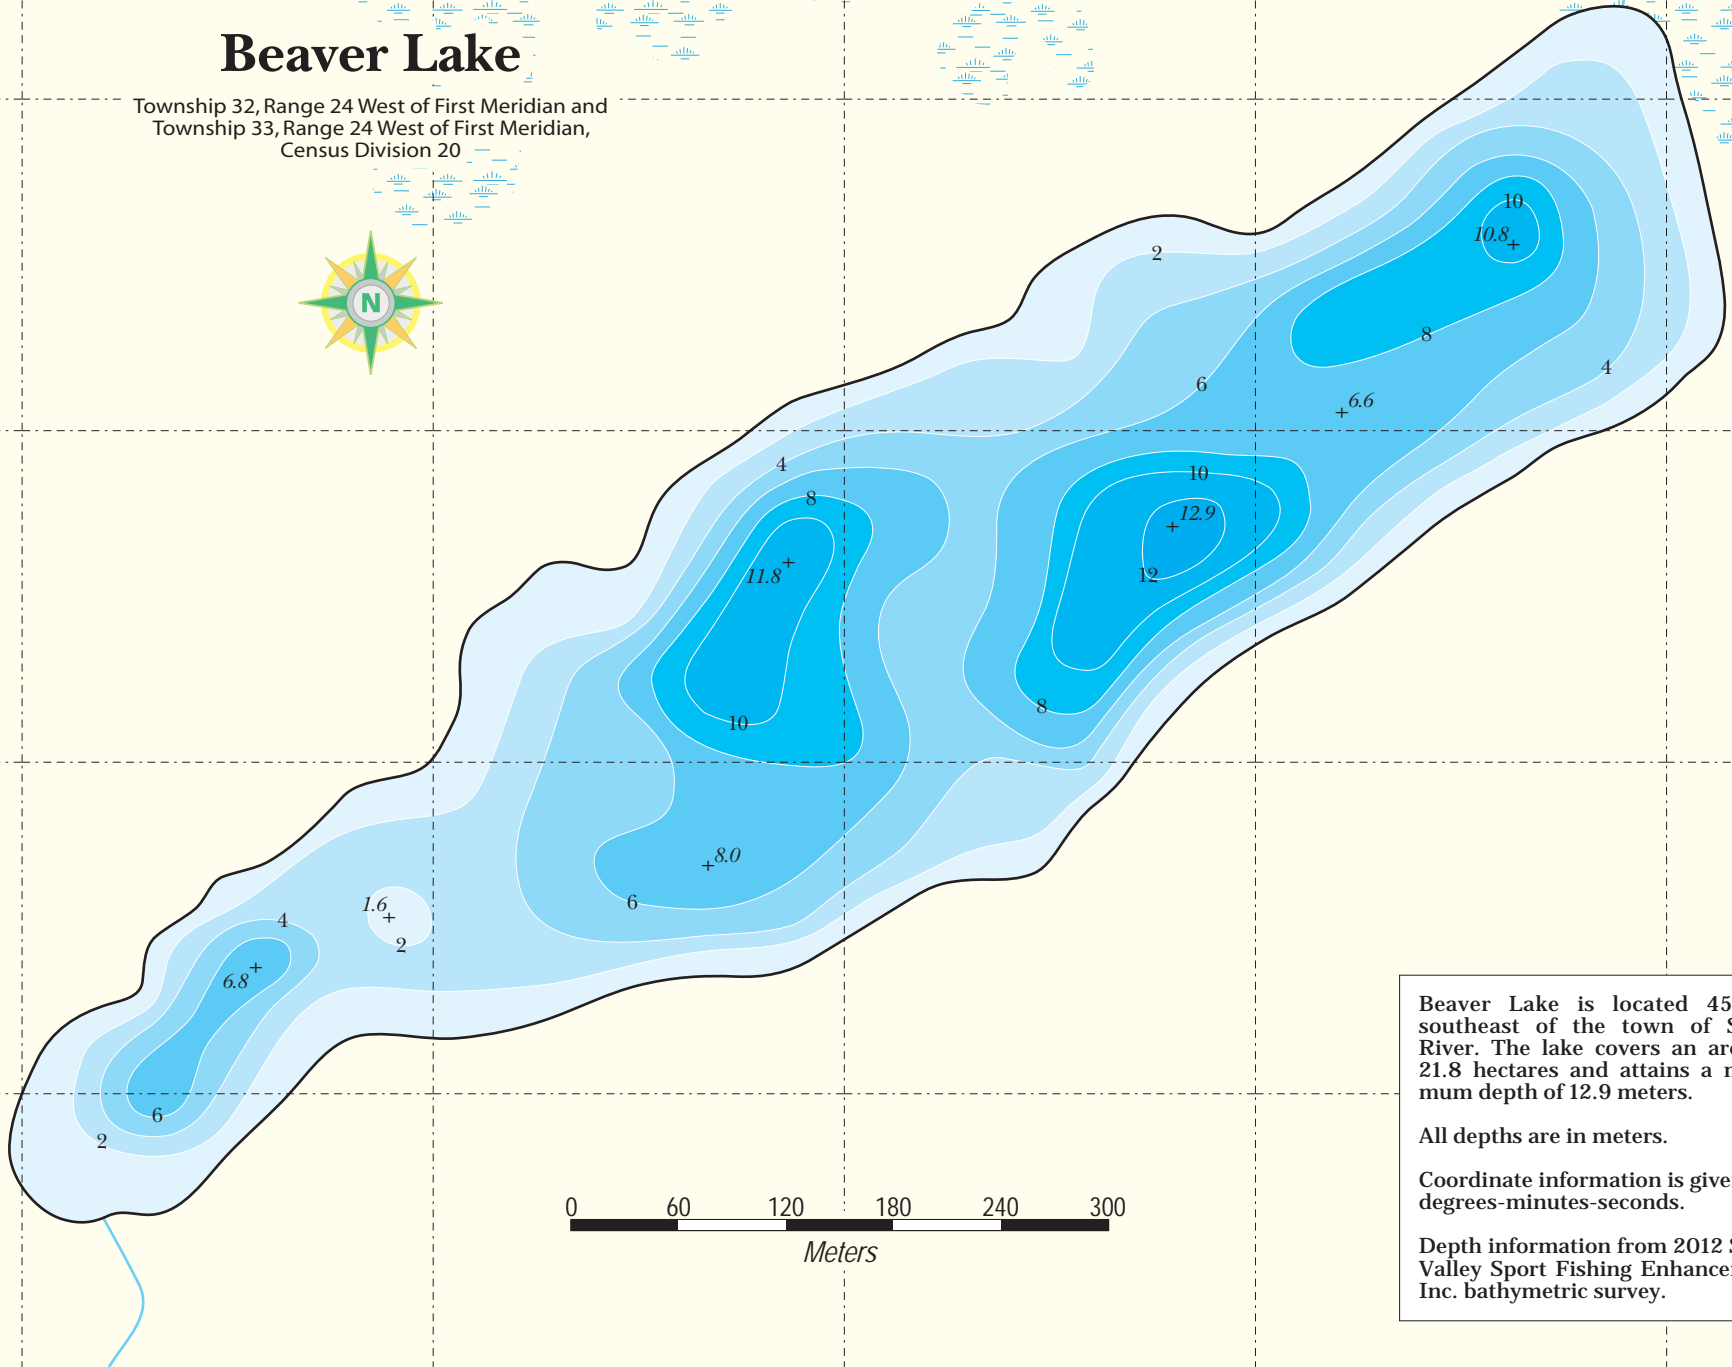 Beaver Lake
Township 32, Range 24 West of First Meridian and
Township 33, Range 24 West of First Meridian,
Census Division 20
N
10
10.8
2
8
4
6
6.6
4
10
8
12.9
11.8
12
8
10
8.0
6
1.6
4
2
6.8
6
2
0 60 120 180 240 300
Meters
Beaver Lake is located 45
southeast of the town of S
River. The lake covers an are
21.8 hectares and attains a m
mum depth of 12.9 meters.
All depths are in meters.
Coordinate information is give
degrees-minutes-seconds.
Depth information from 2012 S
Valley Sport Fishing Enhance
Inc. bathymetric survey.